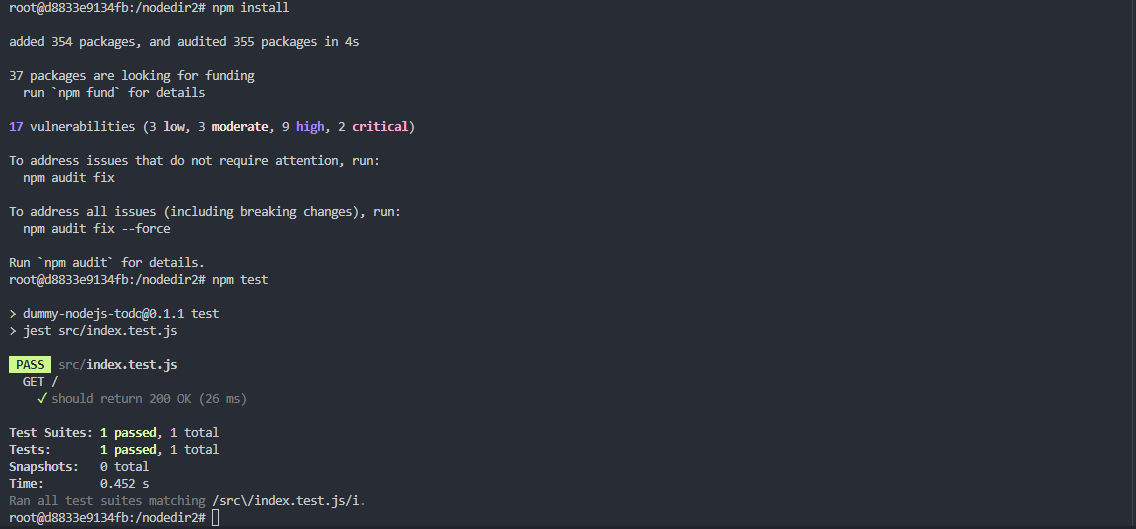 root@d8833e9134fb:/nodedir2# npm install
added 354 packages, and audited 355 packages in 4s
37 packages are looking for funding
run `npm fund` for details
17 vulnerabilities (3 low, 3 moderate, 9 high, 2 critical)
To address issues that do not require attention, run:
npm audit fix
To address all issues (including breaking changes), run:
npm audit fix --force
Run `npm audit` for details.
root@d8833e9134fb:/nodedir2# npm test
> dummy-nodejs-todo@0.1.1 test
> jest src/index.test.js
PASS src/index.test.js
GET /
✓ should return 200 OK (26 ms)
Test Suites: 1 passed, 1 total
Tests: 1 passed, 1 total
Snapshots: 0 total
Time: 0.452 s
Ran all test suites matching /src\/index.test.js/i.
root@d8833e9134fb:/nodedir2#